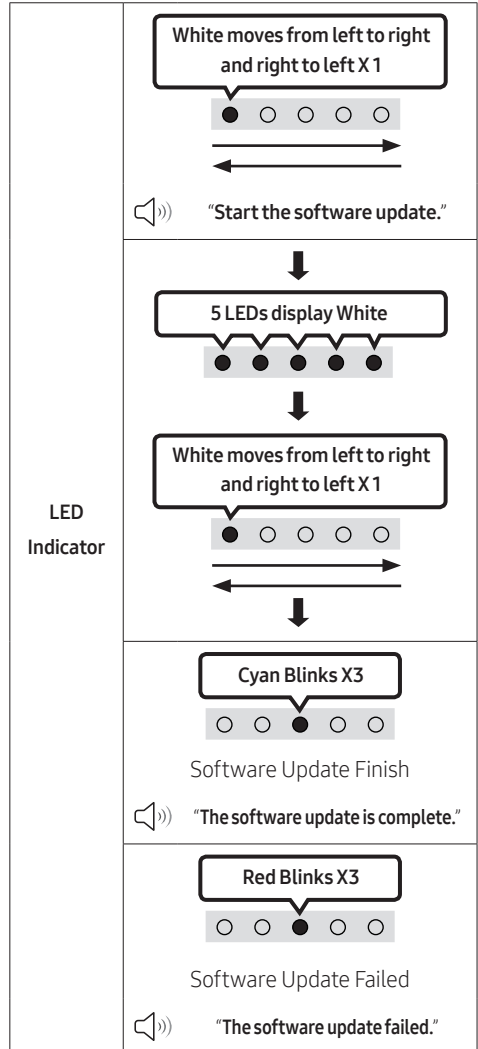 White moves from left to right
and right to left X 1
“Start the software update.”
5 LEDs display White
White moves from left to right
and right to left X 1
LED
Indicator
Cyan Blinks X3
Software Update Finish
“The software update is complete.”
Red Blinks X3
Software Update Failed
“The software update failed.”